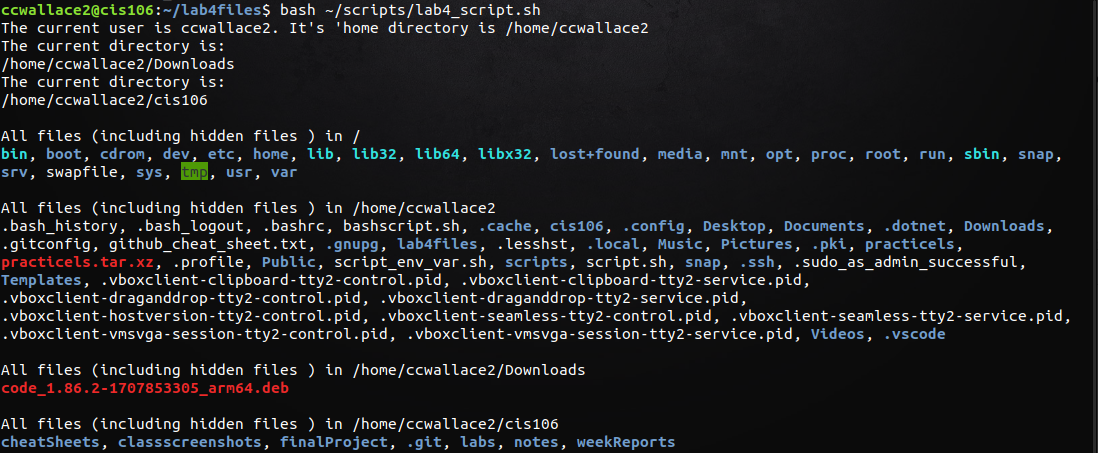 ccwallace2@cis106:~/lab4files$ bash ~/scripts/lab4_script.sh
The current user is ccwallace2. It's 'home directory is /home/ccwallace2
The current directory is:
/home/ccwallace2/Downloads
The current directory is:
/home/ccwallace2/cis106
All files (including hidden files ) in /
bin, boot, cdrom, dev, etc, home, lib, lib32, lib64, libx32, lost+found, media, mnt, opt, proc, root, run, sbin, snap,
srv, swapfile, sys, tmp, usr, var
All files (including hidden files ) in /home/ccwallace2
.bash_history, .bash_logout, .bashrc, bashscript.sh, .cache, cis106, .config, Desktop, Documents, .dotnet, Downloads,
.gitconfig, github_cheat_sheet.txt, .gnupg, lab4files, .lesshst, .local, Music, Pictures, .pki, practicels,
practicels.tar.xz, .profile, Public, script_env_var.sh, scripts, script.sh, snap, .ssh, .sudo_as_admin_successful,
Templates, .vboxclient-clipboard-tty2-control.pid, .vboxclient-clipboard-tty2-service.pid,
.vboxclient-draganddrop-tty2-control.pid, .vboxclient-draganddrop-tty2-service.pid,
.vboxclient-hostversion-tty2-control.pid, .vboxclient-seamless-tty2-control.pid, .vboxclient-seamless-tty2-service.pid,
.vboxclient-vmsvga-session-tty2-control.pid, .vboxclient-vmsvga-session-tty2-service.pid, Videos, .vscode
All files (including hidden files ) in /home/ccwallace2/Downloads
code_1.86.2-1707853305_arm64.deb
All files (including hidden files ) in /home/ccwallace2/cis106
cheatSheets, classscreenshots, finalProject, .git, labs, notes, weekReports